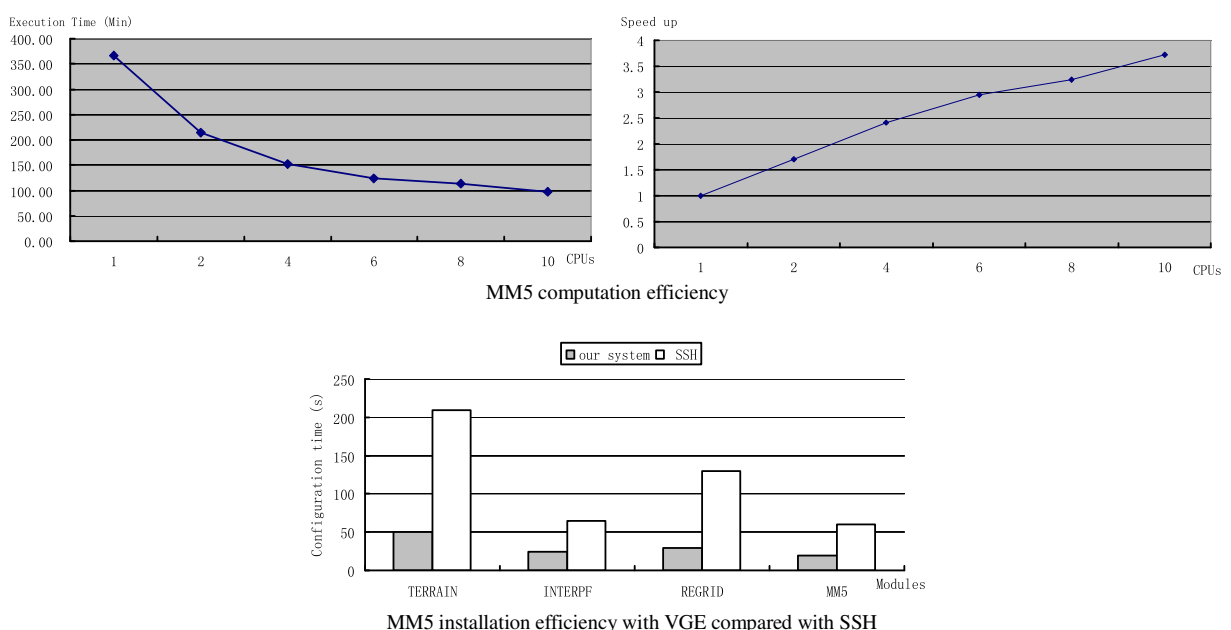 Execution Time (Min)
400.00
350.00
300.00
250.00
200.00
150.00
100.00
50.00
0.00
1 2 4 6 8 10 CPUs
Speed up
4
3.5
3
2.5
2
1.5
1
0.5
0
1 2 4 6 8 10 CPUs
MM5 computation efficiency
our system SSH
Configuration time (s)
250
200
150
100
50
0
TERRAIN INTERPF REGRID MM5 Modules
MM5 installation efficiency with VGE compared with SSH